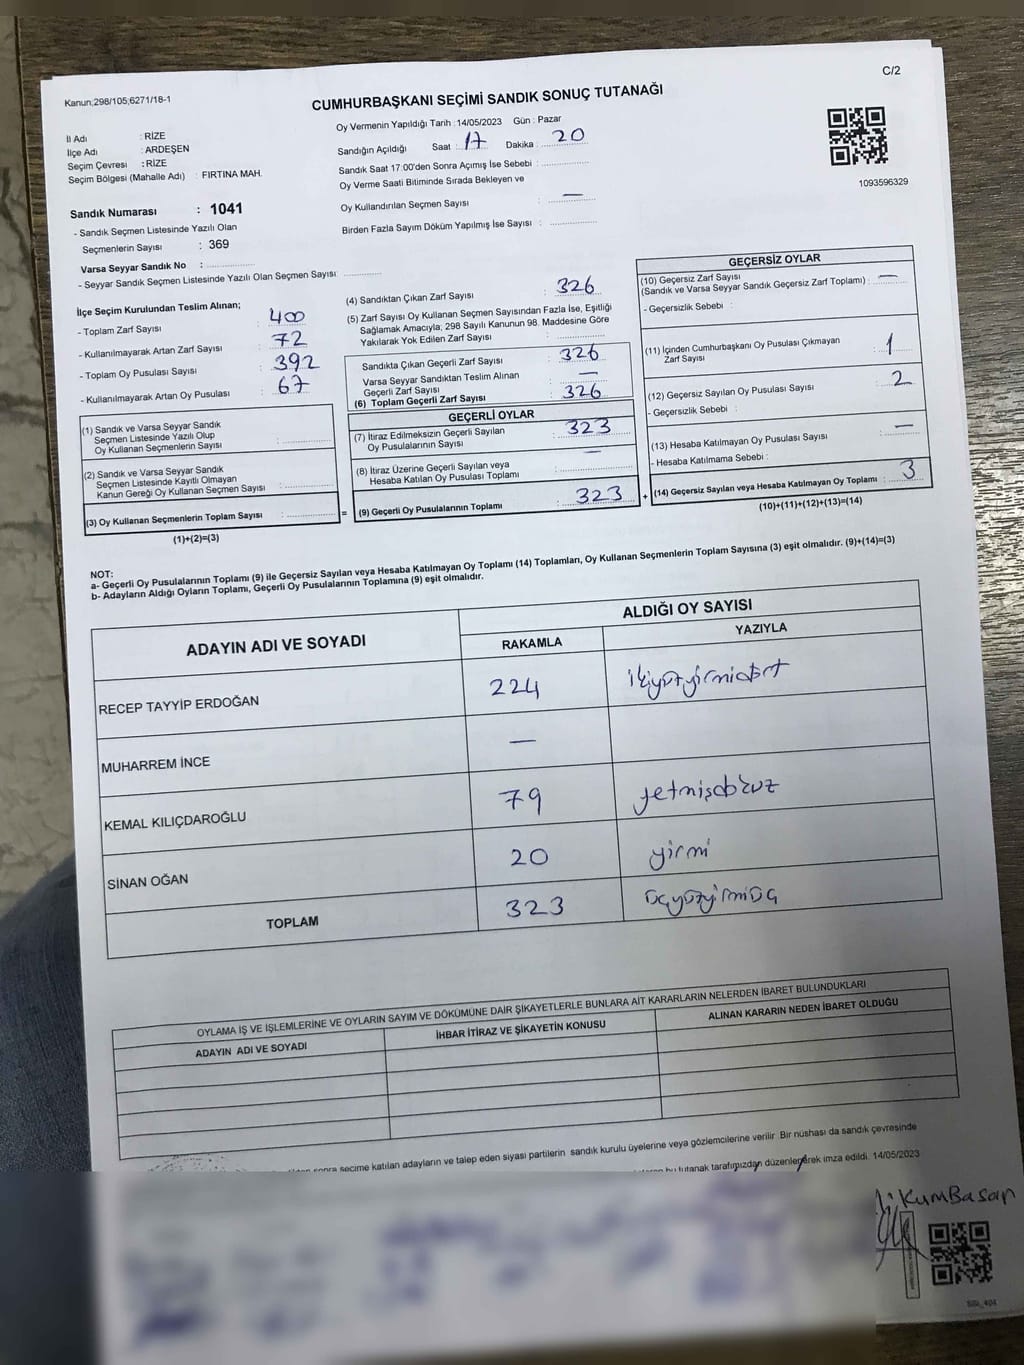 C/2
Kanun;298/105;6271/18-1
CUMHURBAŞKANI SEÇİMİ SANDIK SONUÇ TUTANAĞI
İl Adı : RİZE
İlçe Adı : ARDEŞEN
Seçim Çevresi : RİZE
Seçim Bölgesi (Mahalle Adı) : FIRTINA MAH.
Oy Vermenin Yapıldığı Tarih :14/05/2023 Gün : Pazar
Sandığın Açıldığı Saat : 17 Dakika : 20
Sandık Saat 17:00'den Sonra Açımış İse Sebebi :
Oy Verme Saati Bitiminde Sırada Bekleyen ve
Oy Kullandırılan Seçmen Sayısı : —
Birden Fazla Sayım Döküm Yapılmış İse Sayısı :
1093596329
Sandık Numarası : 1041
- Sandık Seçmen Listesinde Yazılı Olan
Seçmenlerin Sayısı : 369
Varsa Seyyar Sandık No :
- Seyyar Sandık Seçmen Listesinde Yazılı Olan Seçmen Sayısı:
İlçe Seçim Kurulundan Teslim Alınan;
- Toplam Zarf Sayısı : 400
- Kullanılmayarak Artan Zarf Sayısı : 72
- Toplam Oy Pusulası Sayısı : 392
- Kullanılmayarak Artan Oy Pusulası : 67
(1) Sandık ve Varsa Seyyar Sandık
Seçmen Listesinde Yazılı Olup
Oy Kullanan Seçmenlerin Sayısı :
(2) Sandık ve Varsa Seyyar Sandık
Seçmen Listesinde Kayıtlı Olmayan
Kanun Gereği Oy Kullanan Seçmen Sayısı :
(3) Oy Kullanan Seçmenlerin Toplam Sayısı :
(1)+(2)=(3)
(4) Sandıktan Çıkan Zarf Sayısı : 326
(5) Zarf Sayısı Oy Kullanan Seçmen Sayısından Fazla İse, Eşitliği
Sağlamak Amacıyla; 298 Sayılı Kanunun 98. Maddesine Göre
Yakılarak Yok Edilen Zarf Sayısı :
Sandıkta Çıkan Geçerli Zarf Sayısı : 326
Varsa Seyyar Sandıktan Teslim Alınan
Geçerli Zarf Sayısı : —
(6) Toplam Geçerli Zarf Sayısı : 326
GEÇERLİ OYLAR
(7) İtiraz Edilmeksizin Geçerli Sayılan
Oy Pusulalarının Sayısı : 323
(8) İtiraz Üzerine Geçerli Sayılan veya
Hesaba Katılan Oy Pusulası Toplamı : —
= (9) Geçerli Oy Pusulalarının Toplamı : 323
GEÇERSİZ OYLAR
(10) Geçersiz Zarf Sayısı
(Sandık ve Varsa Seyyar Sandık Geçersiz Zarf Toplamı) : —
- Geçersizlik Sebebi :
(11) İçinden Cumhurbaşkanı Oy Pusulası Çıkmayan
Zarf Sayısı : 1
(12) Geçersiz Sayılan Oy Pusulası Sayısı : 2
- Geçersizlik Sebebi :
(13) Hesaba Katılmayan Oy Pusulası Sayısı : —
- Hesaba Katılmama Sebebi :
+ (14) Geçersiz Sayılan veya Hesaba Katılmayan Oy Toplamı : 3
(10)+(11)+(12)+(13)=(14)
NOT:
a- Geçerli Oy Pusulalarının Toplamı (9) ile Geçersiz Sayılan veya Hesaba Katılmayan Oy Toplamı (14) Toplamları, Oy Kullanan Seçmenlerin Toplam Sayısına (3) eşit olmalıdır. (9)+(14)=(3)
b- Adayların Aldığı Oyların Toplamı, Geçerli Oy Pusulalarının Toplamına (9) eşit olmalıdır.
ADAYIN ADI VE SOYADI ALDIĞI OY SAYISI
RAKAMLA YAZIYLA
RECEP TAYYİP ERDOĞAN 224 ikiyüzyirmidört
MUHARREM İNCE —
KEMAL KILIÇDAROĞLU 79 yetmişdokuz
SİNAN OĞAN 20 yirmi
TOPLAM 323 üçyüzyirmiüç
OYLAMA İŞ VE İŞLEMLERİNE VE OYLARIN SAYIM VE DÖKÜMÜNE DAİR ŞİKAYETLERLE BUNLARA AİT KARARLARIN NELERDEN İBARET BULUNDUKLARI
ADAYIN ADI VE SOYADI İHBAR İTİRAZ VE ŞİKAYETİN KONUSU ALINAN KARARIN NEDEN İBARET OLDUĞU
sonra seçime katılan adayların ve talep eden siyasi partilerin sandık kurulu üyelerine veya gözlemcilerine verilir. Bir nüshası da sandık çevresinde
bu tutanak tarafımızdan düzenlenerek imza edildi. 14/05/2023
KumBasar